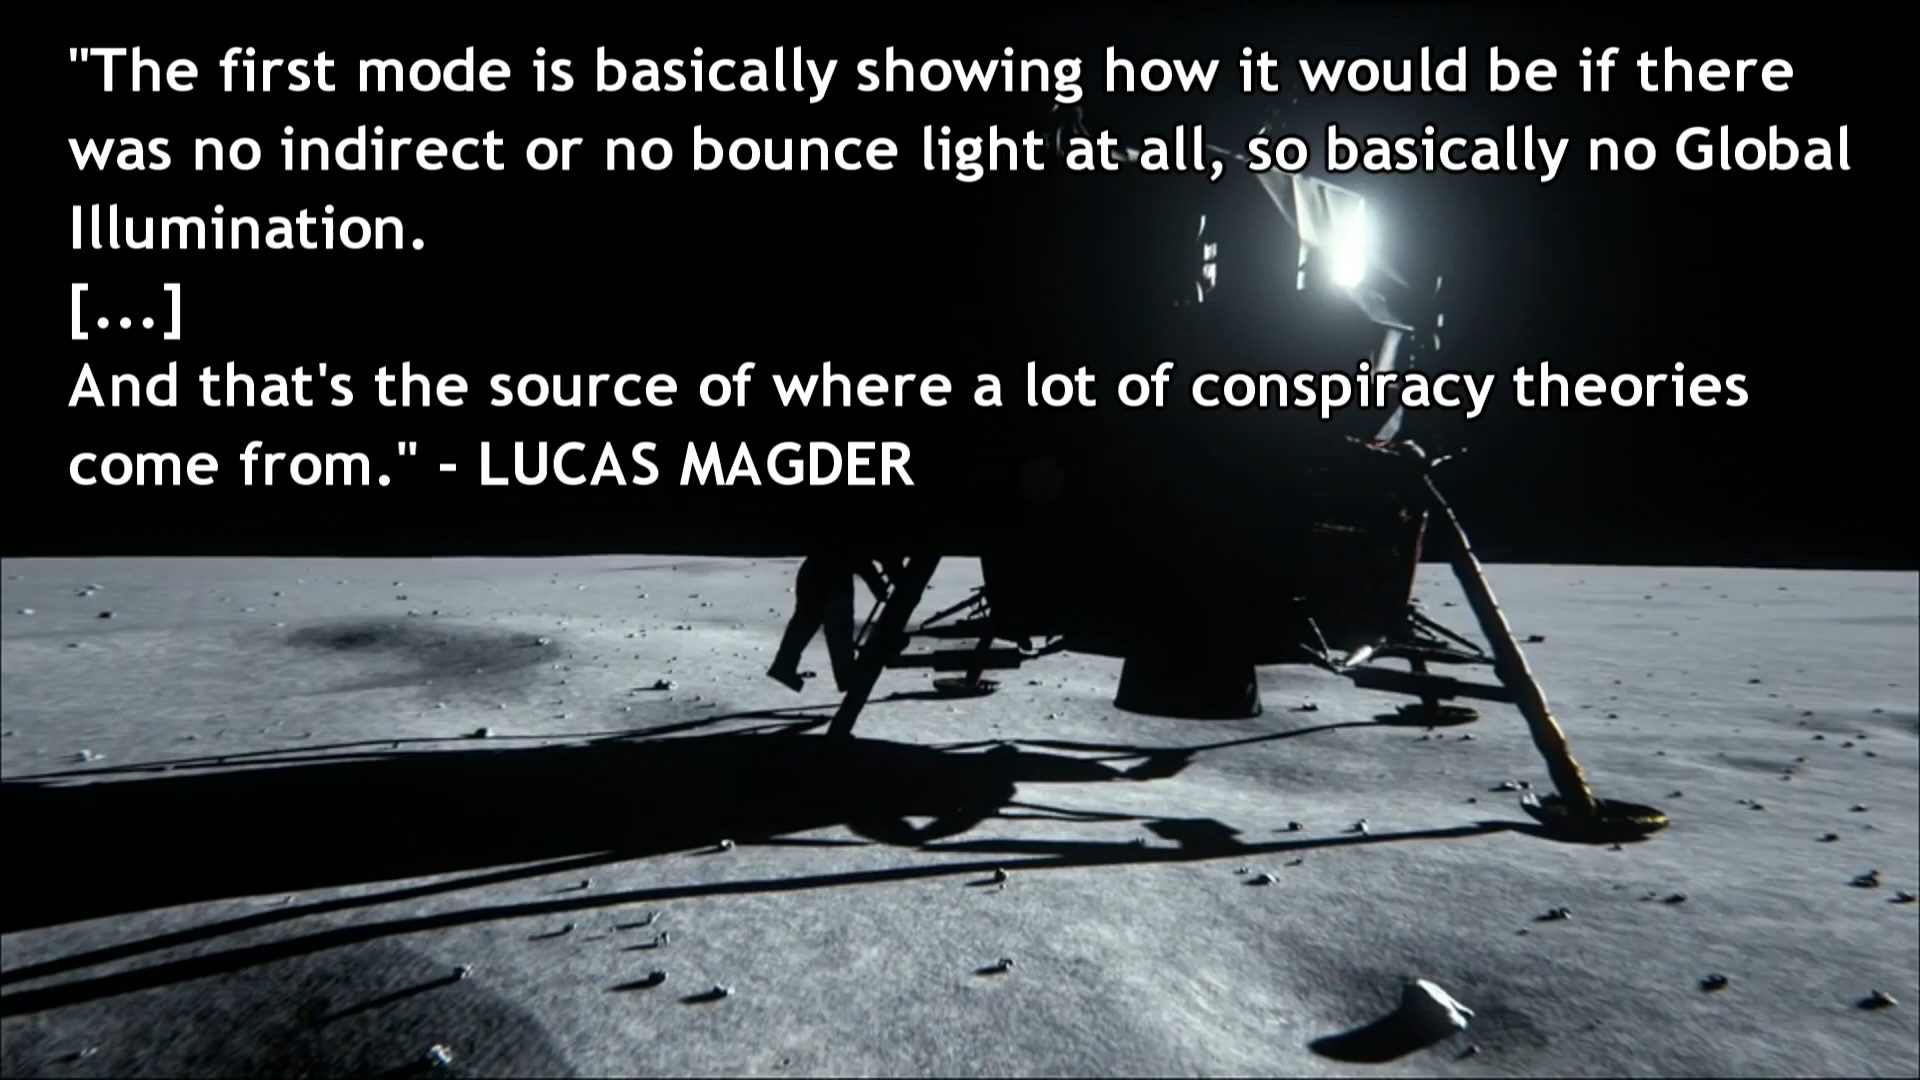 "The first mode is basically showing how it would be if there
was no indirect or no bounce light at all, so basically no Global
Illumination.
[...]
And that's the source of where a lot of conspiracy theories
come from." - LUCAS MAGDER